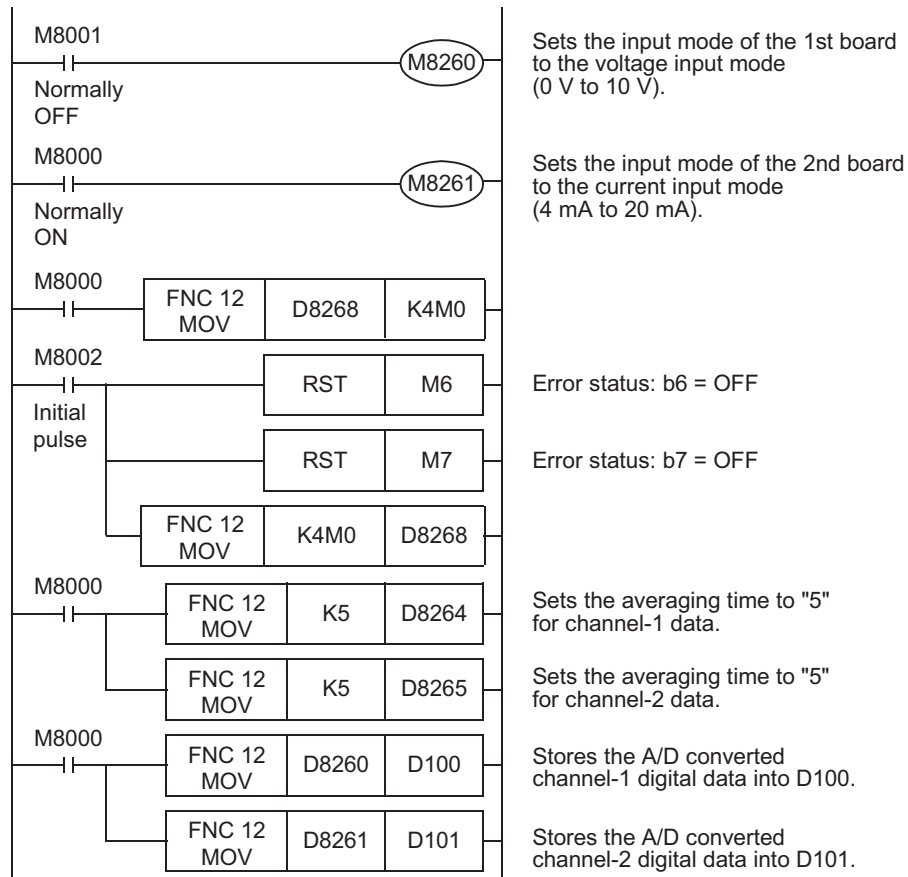 M8001
M8260
Normally
OFF
Sets the input mode of the 1st board
to the voltage input mode
(0 V to 10 V).
M8000
M8261
Normally
ON
Sets the input mode of the 2nd board
to the current input mode
(4 mA to 20 mA).
M8000
FNC 12
MOV
D8268
K4M0
M8002
Initial
pulse
RST
M6
Error status: b6 = OFF
RST
M7
Error status: b7 = OFF
FNC 12
MOV
K4M0
D8268
M8000
FNC 12
MOV
K5
D8264
Sets the averaging time to "5"
for channel-1 data.
FNC 12
MOV
K5
D8265
Sets the averaging time to "5"
for channel-2 data.
M8000
FNC 12
MOV
D8260
D100
Stores the A/D converted
channel-1 digital data into D100.
FNC 12
MOV
D8261
D101
Stores the A/D converted
channel-2 digital data into D101.